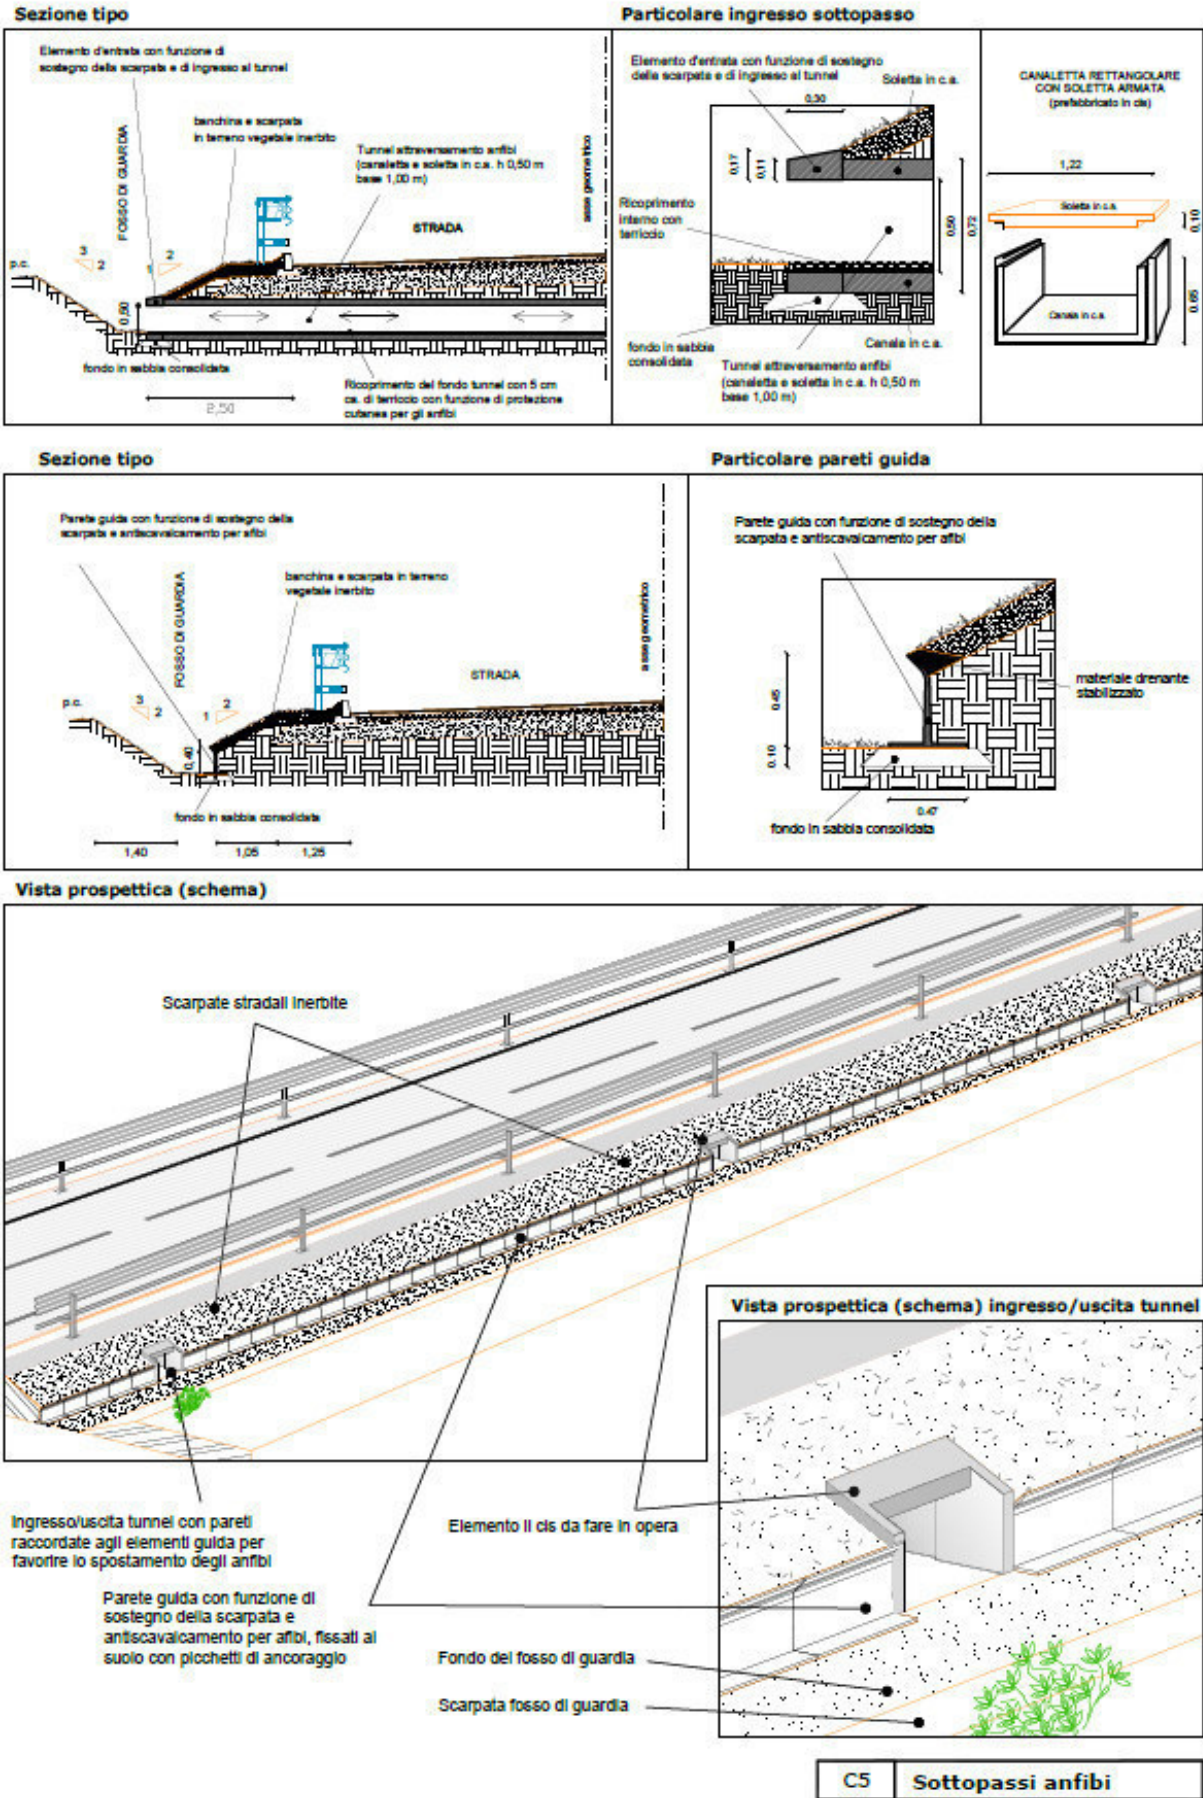 Sezione tipo
Particolare ingresso sottopasso
Elemento d'entrata con funzione di
sostegno della scarpata e di ingresso al tunnel
banchina e scarpata
in terreno vegetale inerbito
Tunnel attraversamento anfibi
(canaletta e soletta in c.a. h 0,50 m
base 1,00 m)
FOSSO DI GUARDIA
asse geometrico
STRADA
p.c.
3
2
1
2
0,50
fondo in sabbia consolidata
2,50
Ricoprimento del fondo tunnel con 5 cm
ca. di terriccio con funzione di protezione
cutanea per gli anfibi
Elemento d'entrata con funzione di sostegno
della scarpata e di ingresso al tunnel
Soletta in c.a.
0,30
0,17
0,11
Ricoprimento
interno con
terriccio
0,50
0,72
fondo in sabbia
consolidata
Canale in c.a.
Tunnel attraversamento anfibi
(canaletta e soletta in c.a. h 0,50 m
base 1,00 m)
CANALETTA RETTANGOLARE
CON SOLETTA ARMATA
(prefabbricato in cls)
1,22
Soletta in c.a.
0,10
Canale in c.a.
0,65
Sezione tipo
Particolare pareti guida
Parete guida con funzione di sostegno della
scarpata e antiscavalcamento per afibi
banchina e scarpata in terreno
vegetale inerbito
FOSSO DI GUARDIA
asse geometrico
STRADA
p.c.
3
2
1
2
0,40
fondo in sabbia consolidata
1,40
1,05
1,25
Parete guida con funzione di sostegno della
scarpata e antiscavalcamento per afibi
materiale drenante
stabilizzato
0.45
0.10
0.47
fondo in sabbia consolidata
Vista prospettica (schema)
Scarpate stradali inerbite
Vista prospettica (schema) ingresso/uscita tunnel
Ingresso/uscita tunnel con pareti
raccordate agli elementi guida per
favorire lo spostamento degli anfibi
Elemento il cls da fare in opera
Parete guida con funzione di
sostegno della scarpata e
antiscavalcamento per afibi, fissati al
suolo con picchetti di ancoraggio
Fondo del fosso di guardia
Scarpata fosso di guardia
C5 Sottopassi anfibi